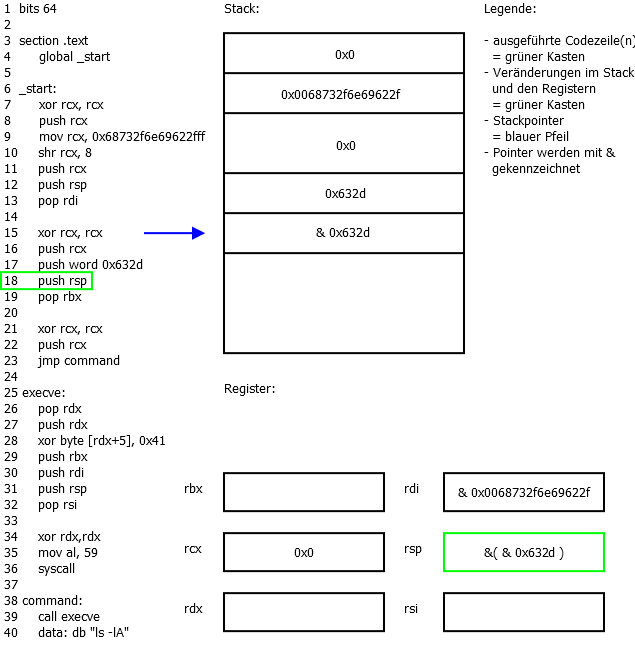 1 bits 64
2
3 section .text
4 global _start
5
6 _start:
7 xor rcx, rcx
8 push rcx
9 mov rcx, 0x68732f6e69622fff
10 shr rcx, 8
11 push rcx
12 push rsp
13 pop rdi
14
15 xor rcx, rcx
16 push rcx
17 push word 0x632d
18 push rsp
19 pop rbx
20
21 xor rcx, rcx
22 push rcx
23 jmp command
24
25 execve:
26 pop rdx
27 push rdx
28 xor byte [rdx+5], 0x41
29 push rbx
30 push rdi
31 push rsp
32 pop rsi
33
34 xor rdx,rdx
35 mov al, 59
36 syscall
37
38 command:
39 call execve
40 data: db "ls -lA"
Stack:
0x0
0x0068732f6e69622f
0x0
0x632d
& 0x632d
Legende:
- ausgeführte Codezeile(n)
= grüner Kasten
- Veränderungen im Stack
und den Registern
= grüner Kasten
- Stackpointer
= blauer Pfeil
- Pointer werden mit &
gekennzeichnet
Register:
rbx
rdi & 0x0068732f6e69622f
rcx 0x0
rsp &( & 0x632d )
rdx
rsi